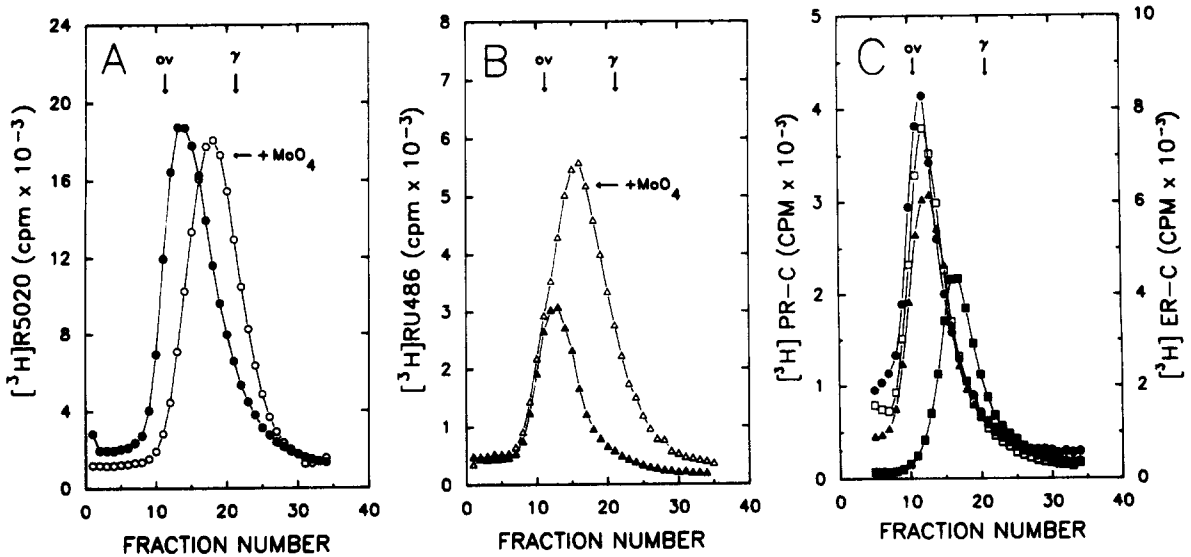 A
ov
γ
← +MoO₄
[³H]R5020 (cpm x 10⁻³)
24
20
16
12
8
4
0
0
10
20
30
40
FRACTION NUMBER
B
ov
γ
← +MoO₄
[³H]RU486 (cpm x 10⁻³)
8
7
6
5
4
3
2
1
0
0
10
20
30
40
FRACTION NUMBER
C
ov
γ
[³H] PR-C (CPM x 10⁻³)
5
4
3
2
1
0
[³H] ER-C (CPM x 10⁻³)
10
8
6
4
2
0
0
10
20
30
40
FRACTION NUMBER